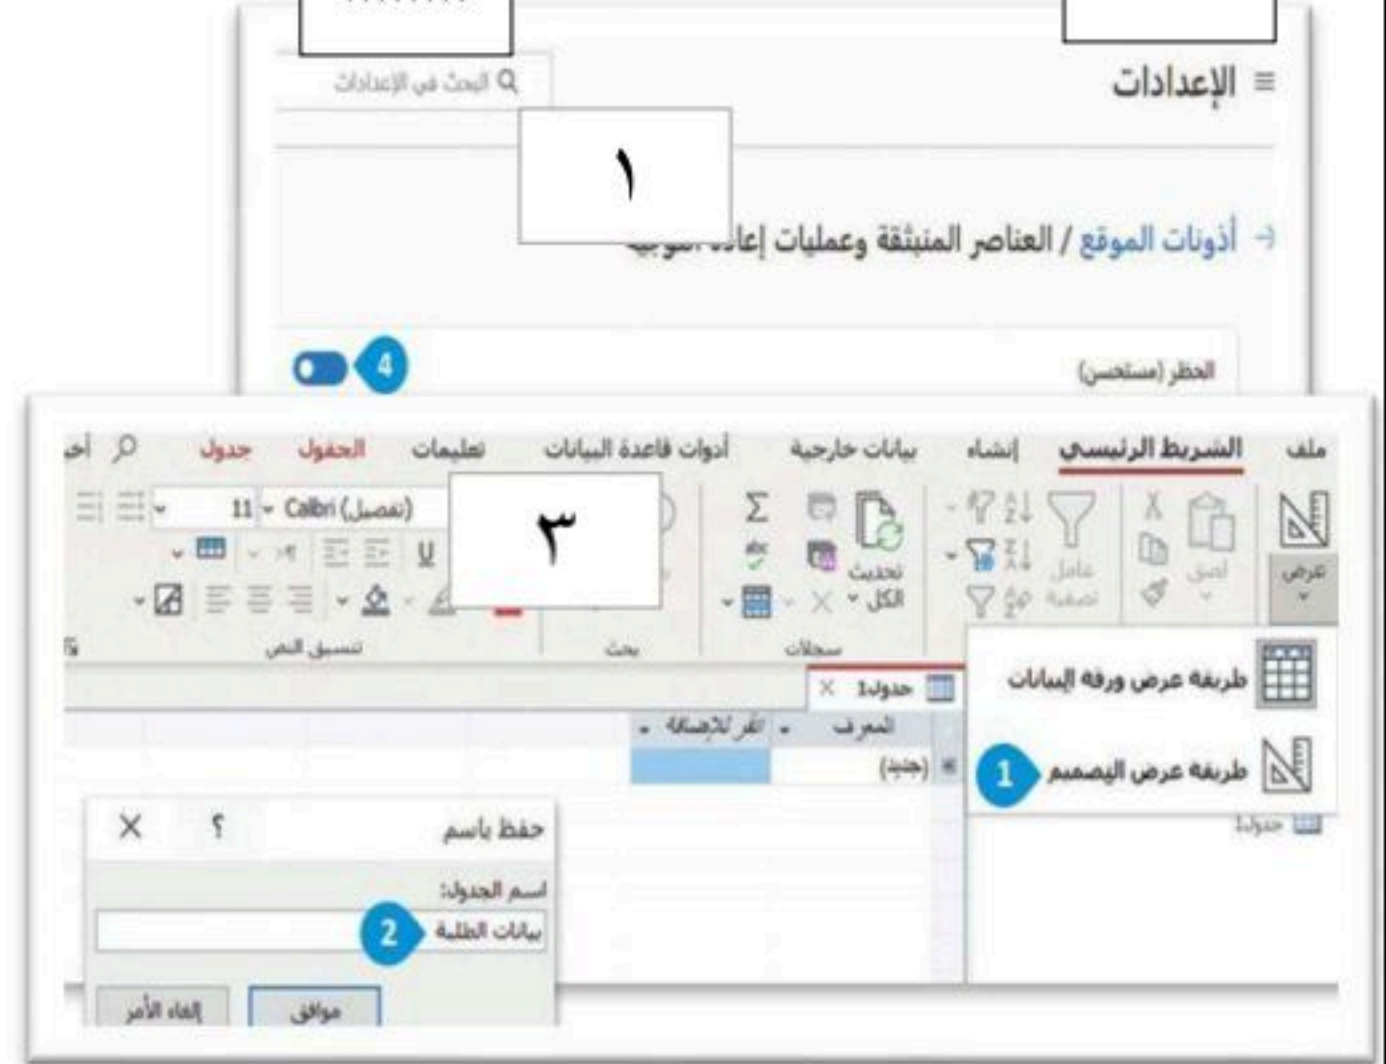 .........
≡ الإعدادات
البحث في الإعدادات
١
أذونات الموقع / العناصر المنبثقة وعمليات
الحظر (مستحسن)
4
ملف الشريط الرئيسي إنشاء بيانات خارجية أدوات قاعدة البيانات تعليمات الحقول جدول
Calibri (تفصيل) 11
٣
عرض
لصق
عامل تصفية
تحديث الكل
سجلات بحث تنسيق النص
طريقة عرض ورقة البيانات
جدول1 ×
المعرف انقر للإضافة
(جديد)
طريقة عرض التصميم 1
جدول1
حفظ باسم ؟ ×
اسم الجدول:
بيانات الطلبة 2
موافق إلغاء الأمر